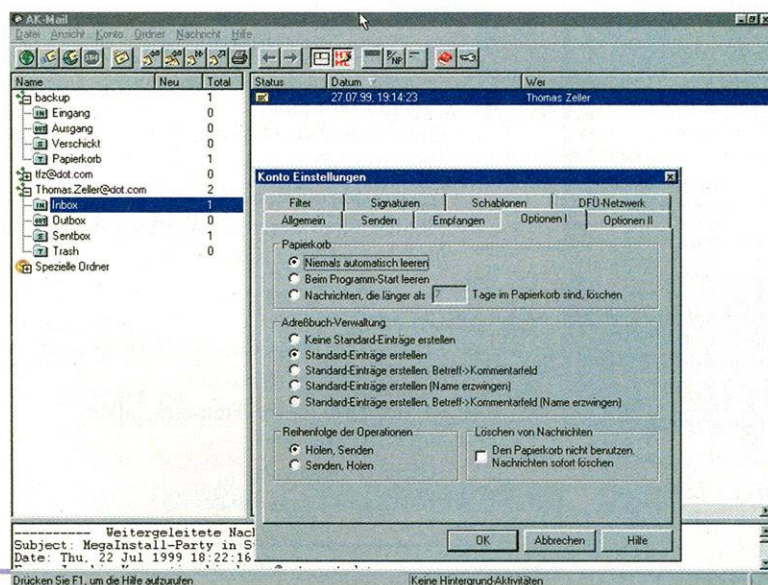 AK-Mail
Datei Ansicht Konto Ordner Nachricht Hilfe
Name Neu Total
backup 1
Eingang 0
Ausgang 0
Verschickt 0
Papierkorb 1
tfz@dot.com 0
Thomas.Zeller@dot.com 2
Inbox 1
Outbox 0
Sentbox 1
Trash 0
Spezielle Ordner
Status Datum Wer
27.07.99, 19:14:23 Thomas Zeller
Konto Einstellungen
Filter Signaturen Schablonen DFÜ-Netzwerk
Allgemein Senden Empfangen Optionen I Optionen II
Papierkorb
Niemals automatisch leeren
Beim Programm-Start leeren
Nachrichten, die länger als 7 Tage im Papierkorb sind, löschen
Adreßbuch-Verwaltung
Keine Standard-Einträge erstellen
Standard-Einträge erstellen
Standard-Einträge erstellen. Betreff->Kommentarfeld
Standard-Einträge erstellen (Name erzwingen)
Standard-Einträge erstellen. Betreff->Kommentarfeld (Name erzwingen)
Reihenfolge der Operationen
Holen, Senden
Senden, Holen
Löschen von Nachrichten
Den Papierkorb nicht benutzen.
Nachrichten sofort löschen
OK Abbrechen Hilfe
---------- Weitergeleitete Nac
Subject: MegaInstall-Party in S
Date: Thu, 22 Jul 1999 18:22:16
Drücken Sie F1, um die Hilfe aufzurufen
Keine Hintergrund-Aktivitäten